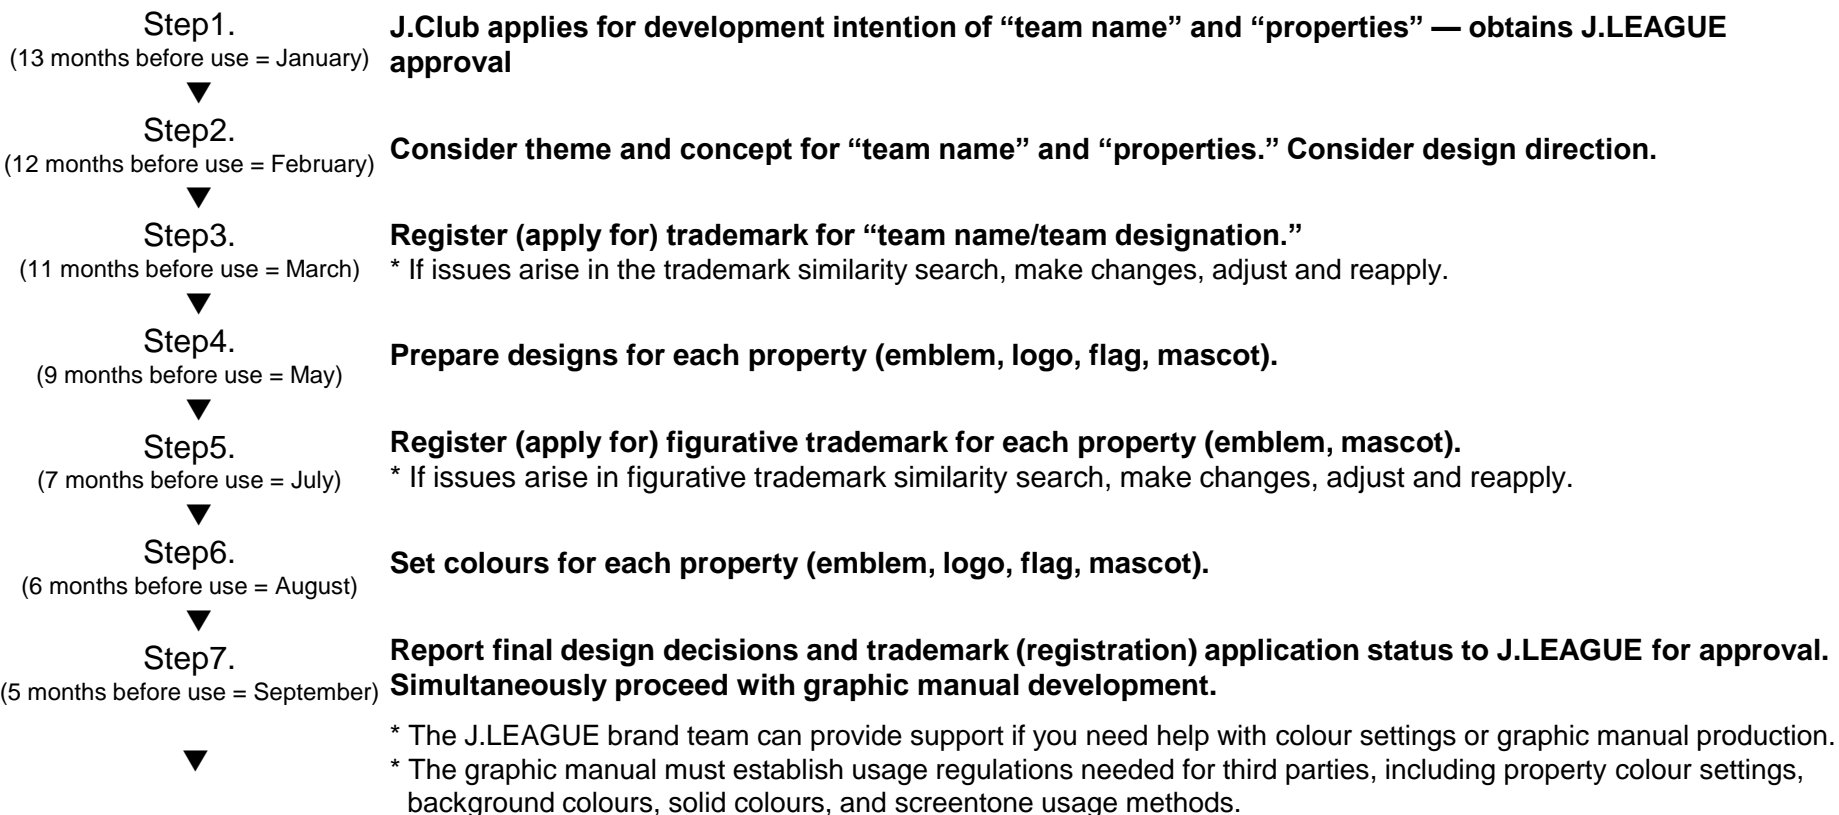 Step1.
(13 months before use = January)
J.Club applies for development intention of “team name” and “properties” — obtains J.LEAGUE
approval
▼
Step2.
(12 months before use = February)
Consider theme and concept for “team name” and “properties.” Consider design direction.
▼
Step3.
(11 months before use = March)
Register (apply for) trademark for “team name/team designation.”
* If issues arise in the trademark similarity search, make changes, adjust and reapply.
▼
Step4.
(9 months before use = May)
Prepare designs for each property (emblem, logo, flag, mascot).
▼
Step5.
(7 months before use = July)
Register (apply for) figurative trademark for each property (emblem, mascot).
* If issues arise in figurative trademark similarity search, make changes, adjust and reapply.
▼
Step6.
(6 months before use = August)
Set colours for each property (emblem, logo, flag, mascot).
▼
Step7.
(5 months before use = September)
Report final design decisions and trademark (registration) application status to J.LEAGUE for approval.
Simultaneously proceed with graphic manual development.
* The J.LEAGUE brand team can provide support if you need help with colour settings or graphic manual production.
* The graphic manual must establish usage regulations needed for third parties, including property colour settings,
background colours, solid colours, and screentone usage methods.
▼